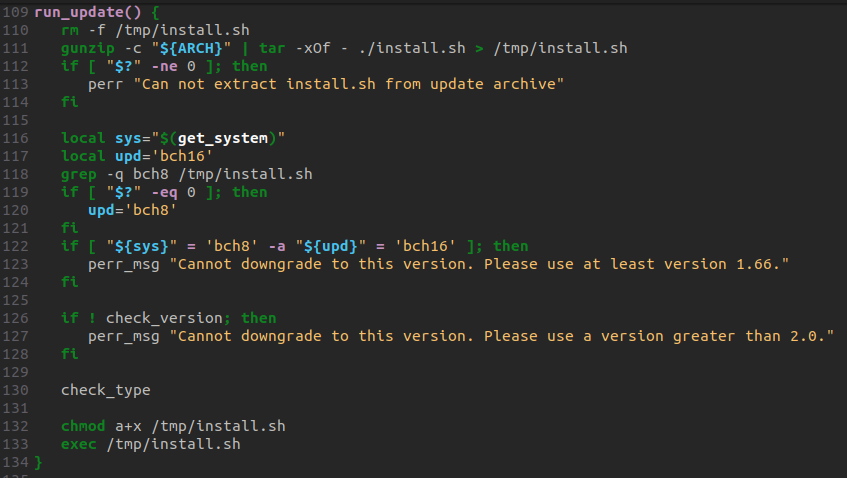 109 run_update() {
110    rm -f /tmp/install.sh
111    gunzip -c "${ARCH}" | tar -xOf - ./install.sh > /tmp/install.sh
112    if [ "$?" -ne 0 ]; then
113       perr "Can not extract install.sh from update archive"
114    fi
115
116    local sys="$(get_system)"
117    local upd='bch16'
118    grep -q bch8 /tmp/install.sh
119    if [ "$?" -eq 0 ]; then
120       upd='bch8'
121    fi
122    if [ "${sys}" = 'bch8' -a "${upd}" = 'bch16' ]; then
123       perr_msg "Cannot downgrade to this version. Please use at least version 1.66."
124    fi
125
126    if ! check_version; then
127       perr_msg "Cannot downgrade to this version. Please use a version greater than 2.0."
128    fi
129
130    check_type
131
132    chmod a+x /tmp/install.sh
133    exec /tmp/install.sh
134 }